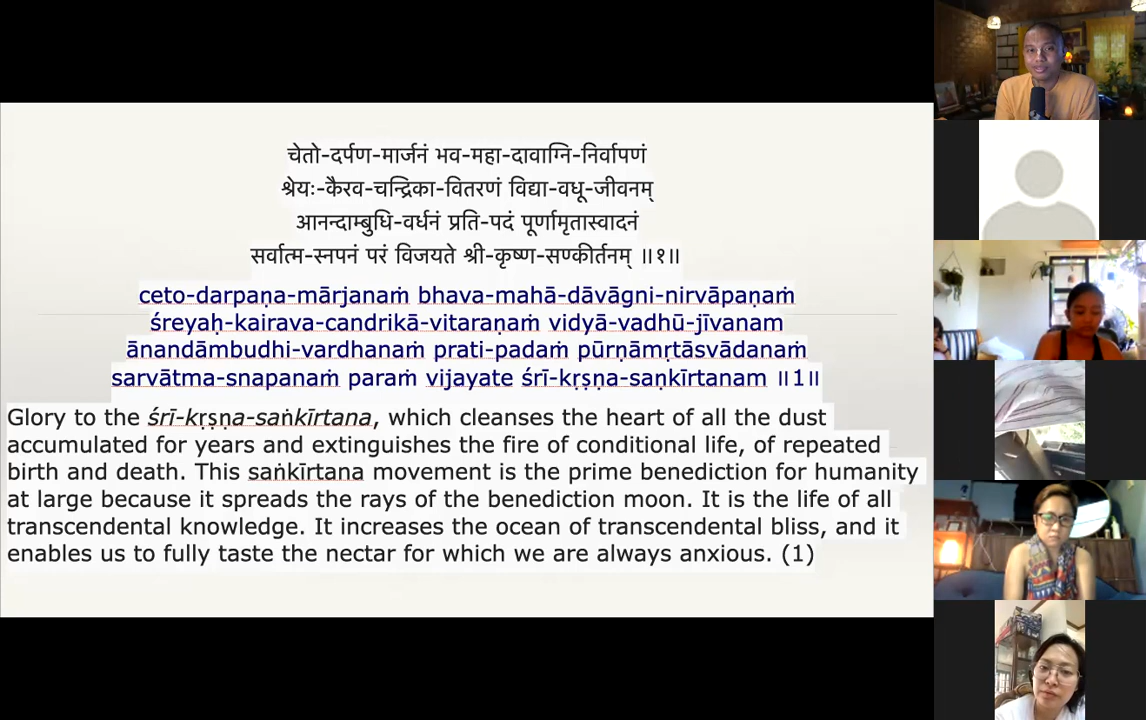 चेतो-दर्पण-मार्जनं भव-महा-दावाग्नि-निर्वापणं
श्रेयः-कैरव-चन्द्रिका-वितरणं विद्या-वधू-जीवनम्
आनन्दाम्बुधि-वर्धनं प्रति-पदं पूर्णामृतास्वादनं
सर्वात्म-स्नपनं परं विजयते श्री-कृष्ण-सण्कीर्तनम् ॥१॥
ceto-darpaṇa-mārjanaṁ bhava-mahā-dāvāgni-nirvāpaṇaṁ
śreyaḥ-kairava-candrikā-vitaraṇaṁ vidyā-vadhū-jīvanam
ānandāmbudhi-vardhanaṁ prati-padaṁ pūrṇāmṛtāsvādanaṁ
sarvātma-snapanaṁ paraṁ vijayate śrī-kṛṣṇa-saṇkīrtanam ॥1॥
Glory to the śrī-kṛṣṇa-saṅkīrtana, which cleanses the heart of all the dust
accumulated for years and extinguishes the fire of conditional life, of repeated
birth and death. This saṅkīrtana movement is the prime benediction for humanity
at large because it spreads the rays of the benediction moon. It is the life of all
transcendental knowledge. It increases the ocean of transcendental bliss, and it
enables us to fully taste the nectar for which we are always anxious. (1)